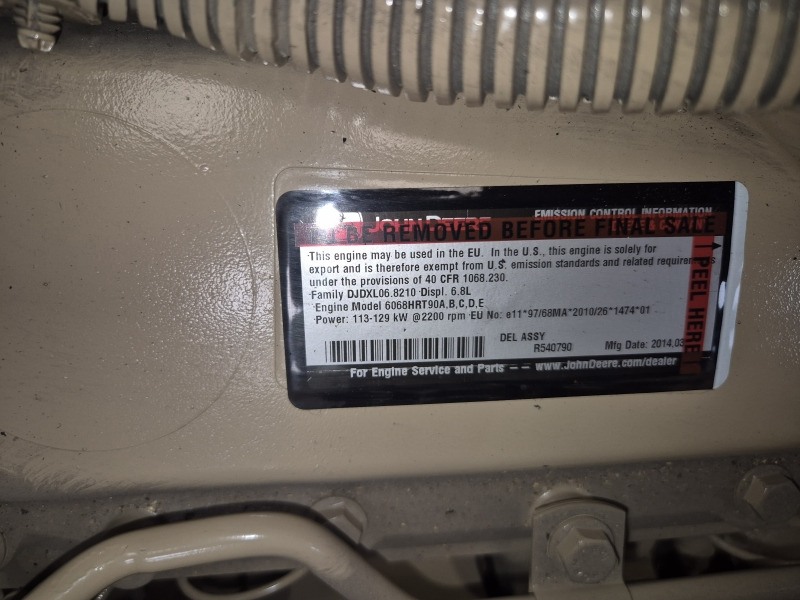 JOHN DEERE
EMISSION CONTROL INFORMATION
BE REMOVED BEFORE FINAL SALE
This engine may be used in the EU. In the U.S., this engine is solely for
export and is therefore exempt from U.S. emission standards and related
under the provisions of 40 CFR 1068.230.
Family DJDXL06.8210 Displ. 6.8L
Engine Model 6068HRT90A,B,C,D,E
Power: 113-129 kW @2200 rpm EU No: e11*97/68MA*2010/26*1474*01
DEL ASSY
R540790 Mfg Date: 2014,03
For Engine Service and Parts – – www.JohnDeere.com/dealer
PEEL HERE